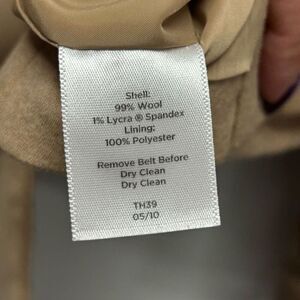 Shell:
99% Wool
1% Lycra ® Spandex
Lining:
100% Polyester
Remove Belt Before
Dry Clean
Dry Clean
TH39
05/10